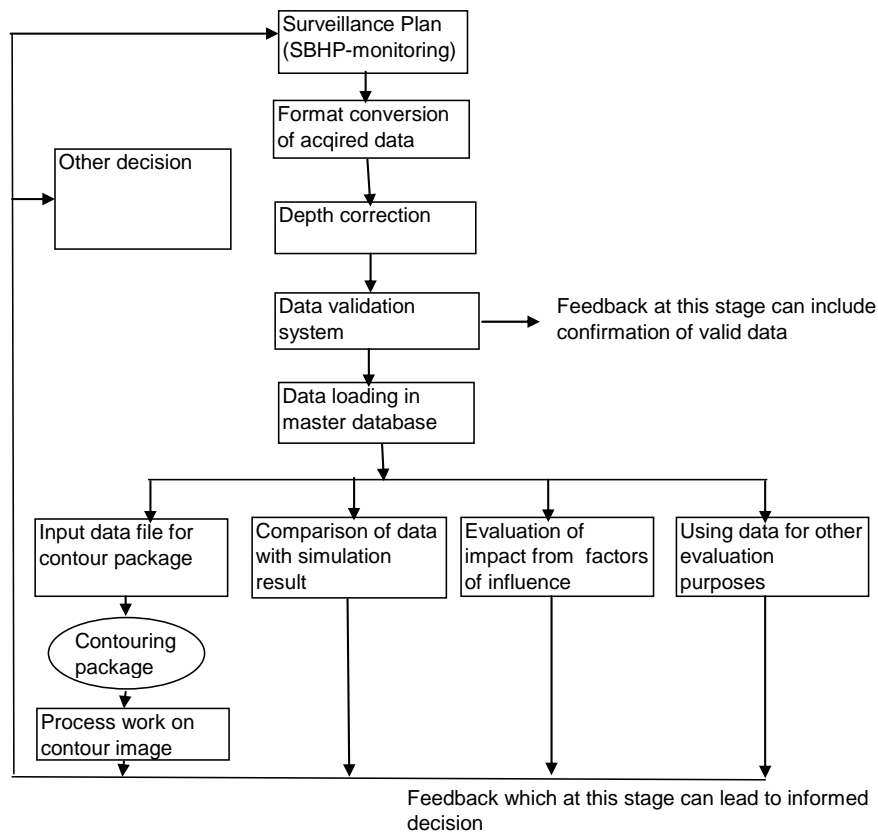 Surveillance Plan
(SBHP-monitoring)
Format conversion
of acqired data
Other decision
Depth correction
Data validation
system
Feedback at this stage can include
confirmation of valid data
Data loading in
master database
Input data file for
contour package
Comparison of data
with simulation
result
Evaluation of
impact from factors
of influence
Using data for other
evaluation
purposes
Contouring
package
Process work on
contour image
Feedback which at this stage can lead to informed
decision